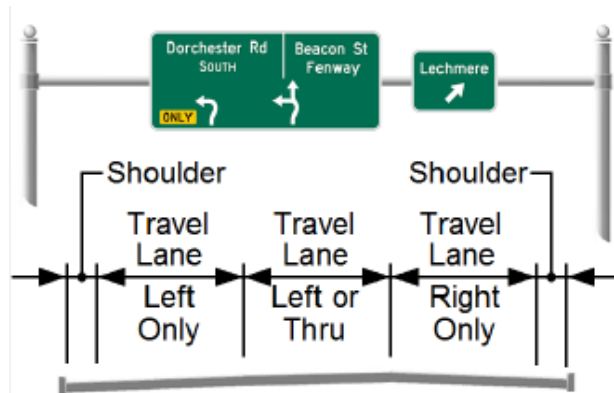 Dorchester Rd
SOUTH
ONLY
Beacon St
Fenway
Lechmere
Shoulder
Shoulder
Travel
Lane
Left
Only
Travel
Lane
Left or
Thru
Travel
Lane
Right
Only